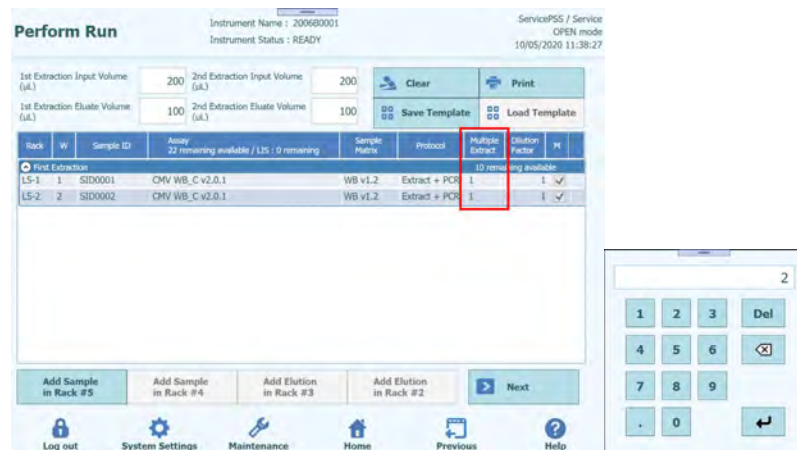 Perform Run
Instrument Name : 200680001
Instrument Status : READY
ServicePSS / Service
OPEN mode
10/05/2020 11:38:27
1st Extraction Input Volume (uL) 200 2nd Extraction Input Volume (uL) 200 Clear Print
1st Extraction Eluate Volume (uL) 100 2nd Extraction Eluate Volume (uL) 100 Save Template Load Template
Rack W Sample ID Assay 22 remaining available / LIS : 0 remaining Sample Matrix Protocol Multiple Extract Dilution Factor M
First Extraction 10 remaining available
LS-1 1 SID0001 CMV WB_C v2.0.1 WB v1.2 Extract + PCR 1 1
LS-2 2 SID0002 CMV WB_C v2.0.1 WB v1.2 Extract + PCR 1 1
Add Sample in Rack #5 Add Sample in Rack #4 Add Elution in Rack #3 Add Elution in Rack #2 Next
Log out System Settings Maintenance Home Previous Help
2
1 2 3 Del
4 5 6
7 8 9
. 0